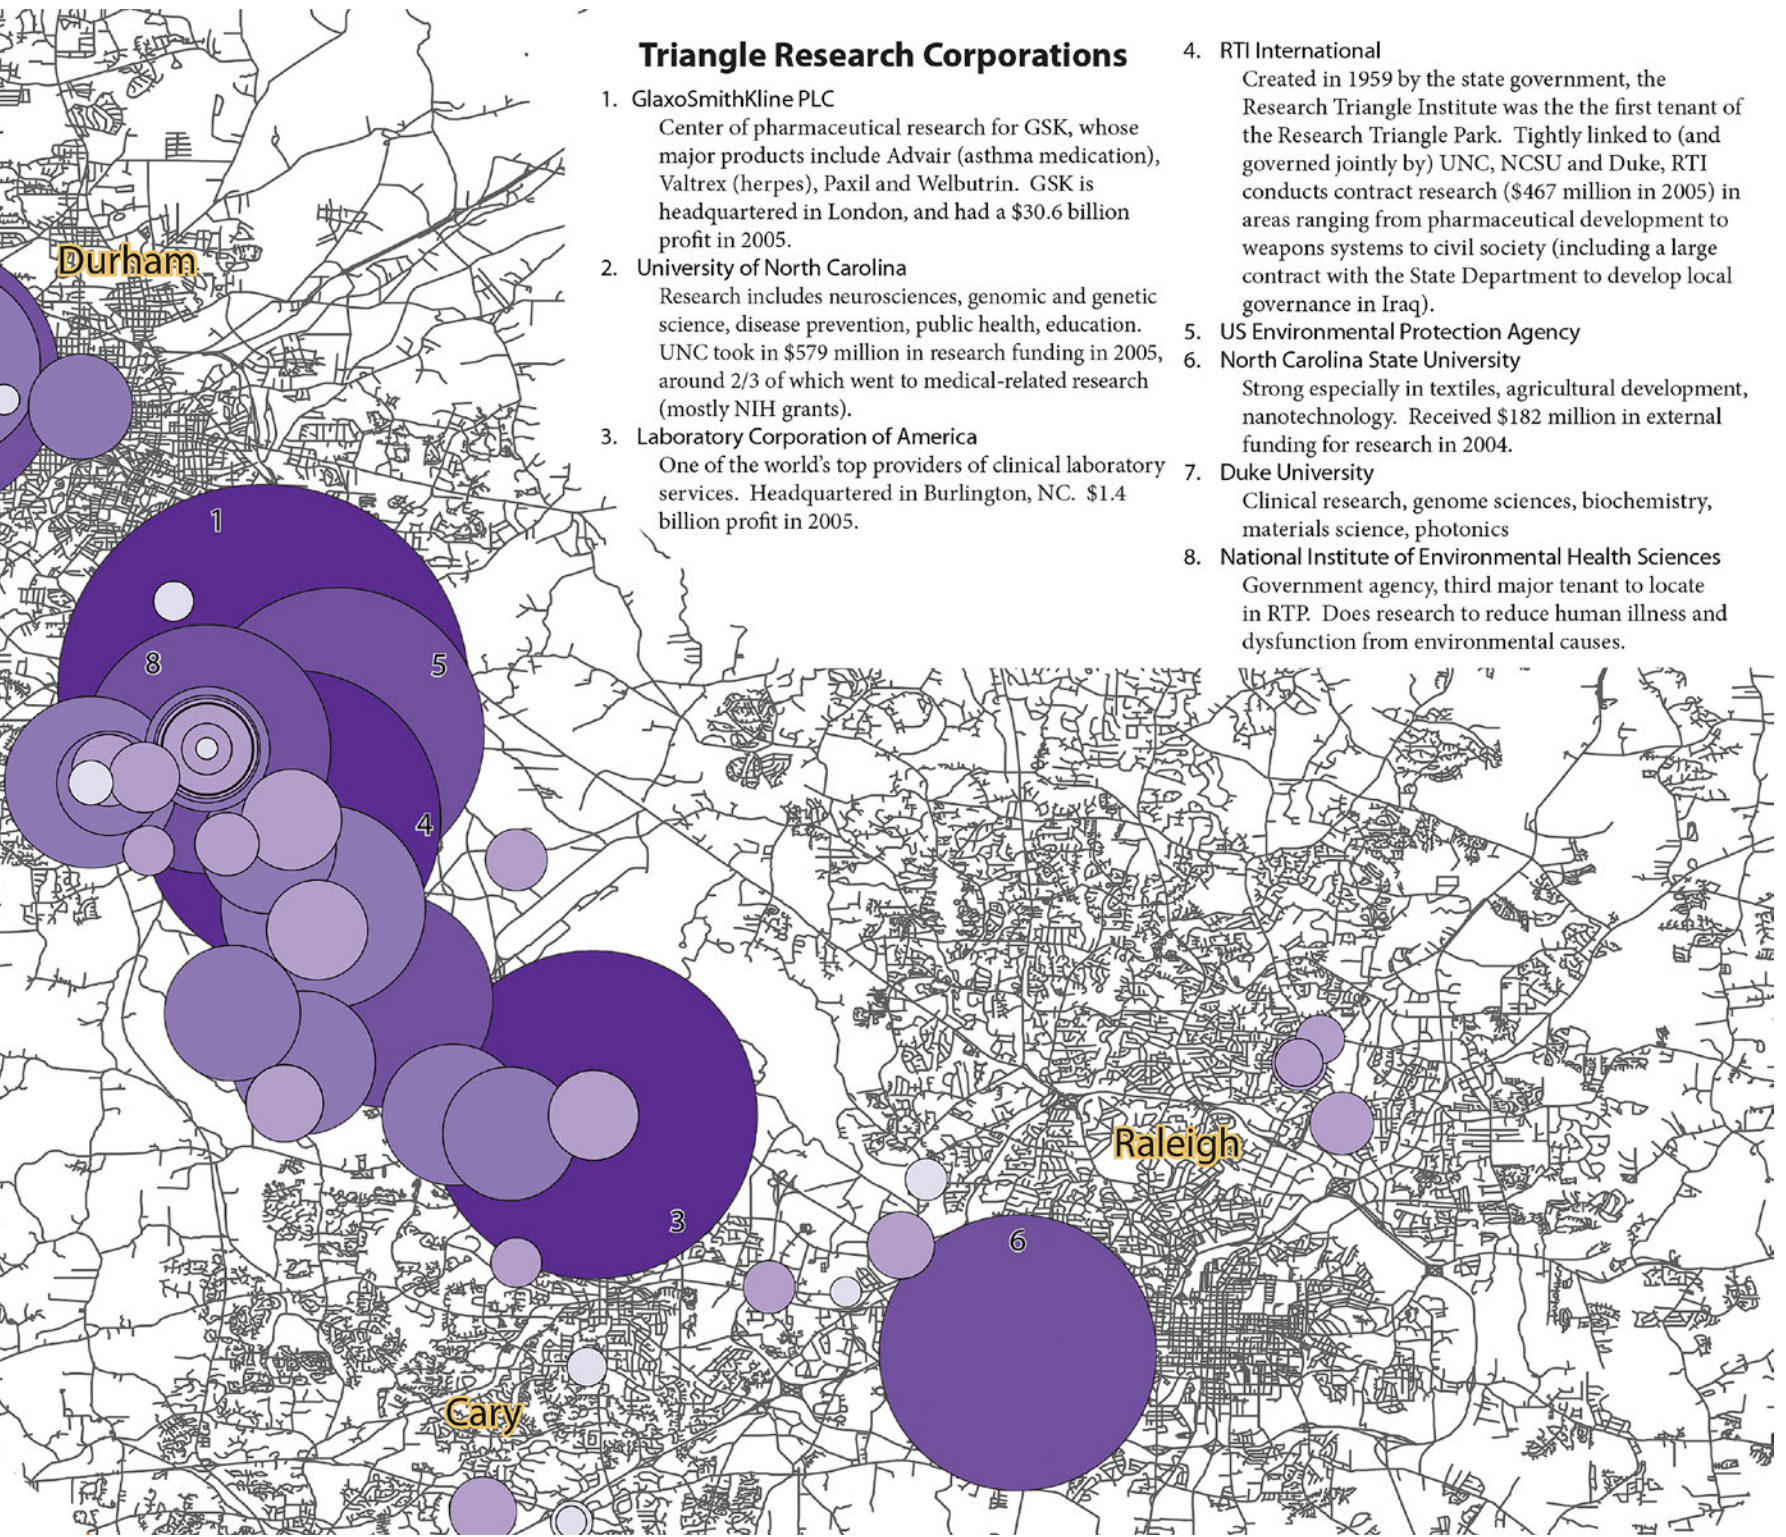 Triangle Research Corporations
1. GlaxoSmithKline PLC
Center of pharmaceutical research for GSK, whose
major products include Advair (asthma medication),
Valtrex (herpes), Paxil and Welbutrin. GSK is
headquartered in London, and had a $30.6 billion
profit in 2005.
2. University of North Carolina
Research includes neurosciences, genomic and genetic
science, disease prevention, public health, education.
UNC took in $579 million in research funding in 2005,
around 2/3 of which went to medical-related research
(mostly NIH grants).
3. Laboratory Corporation of America
One of the world's top providers of clinical laboratory
services. Headquartered in Burlington, NC. $1.4
billion profit in 2005.
4. RTI International
Created in 1959 by the state government, the
Research Triangle Institute was the the first tenant of
the Research Triangle Park. Tightly linked to (and
governed jointly by) UNC, NCSU and Duke, RTI
conducts contract research ($467 million in 2005) in
areas ranging from pharmaceutical development to
weapons systems to civil society (including a large
contract with the State Department to develop local
governance in Iraq).
5. US Environmental Protection Agency
6. North Carolina State University
Strong especially in textiles, agricultural development,
nanotechnology. Received $182 million in external
funding for research in 2004.
7. Duke University
Clinical research, genome sciences, biochemistry,
materials science, photonics
8. National Institute of Environmental Health Sciences
Government agency, third major tenant to locate
in RTP. Does research to reduce human illness and
dysfunction from environmental causes.
Durham
1
8
5
4
Raleigh
3
6
Cary